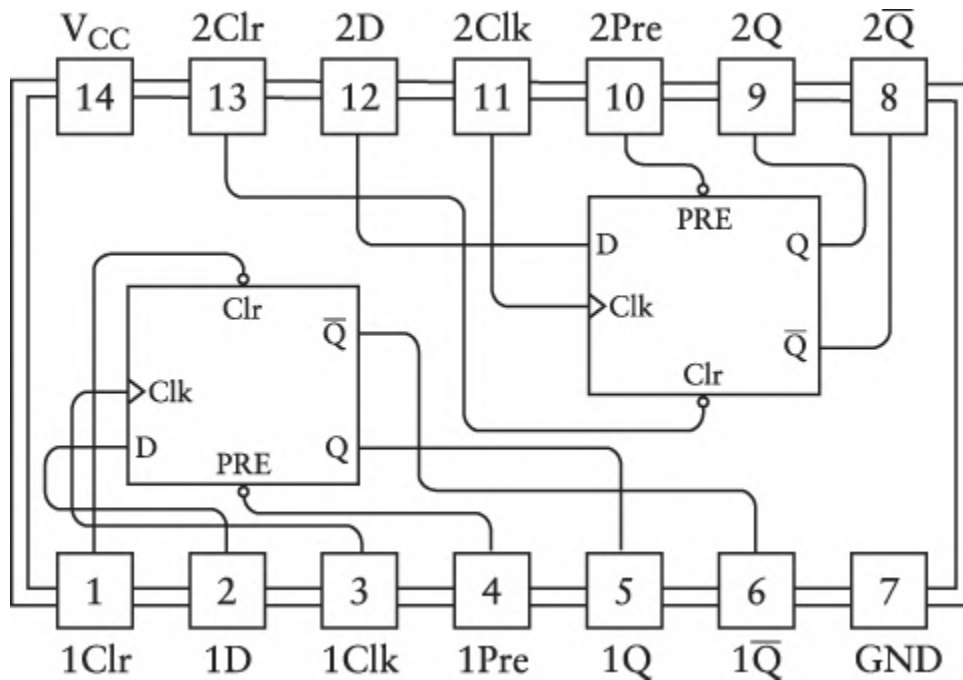 V_CC 2Clr 2D 2Clk 2Pre 2Q 2Q̅
14 13 12 11 10 9 8
PRE
D Q
Clk
Q̅
Clr
Clr
Q̅
Clk
D Q
PRE
1 2 3 4 5 6 7
1Clr 1D 1Clk 1Pre 1Q 1Q̅ GND